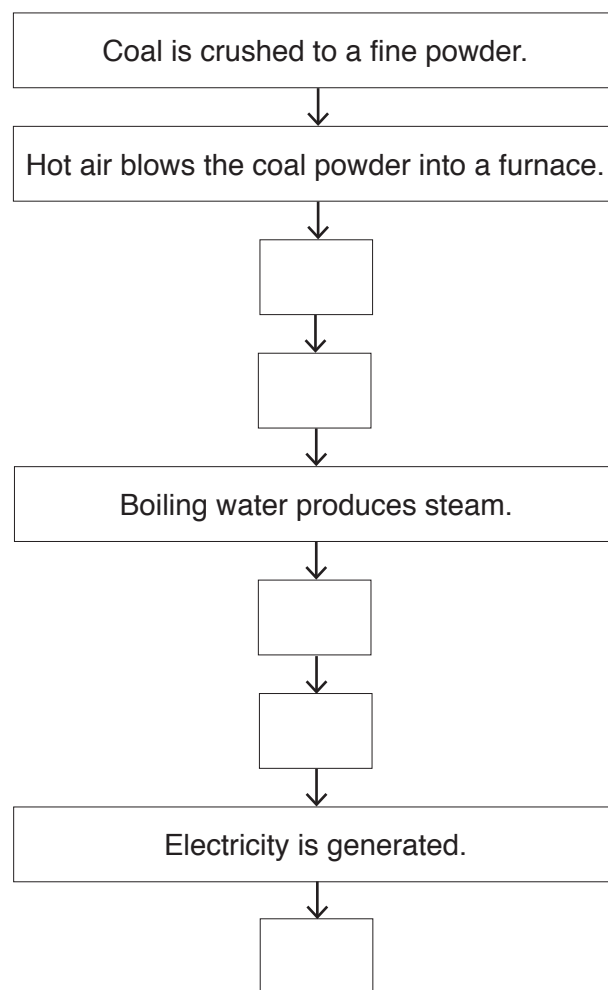 Coal is crushed to a fine powder.
Hot air blows the coal powder into a furnace.
Boiling water produces steam.
Electricity is generated.